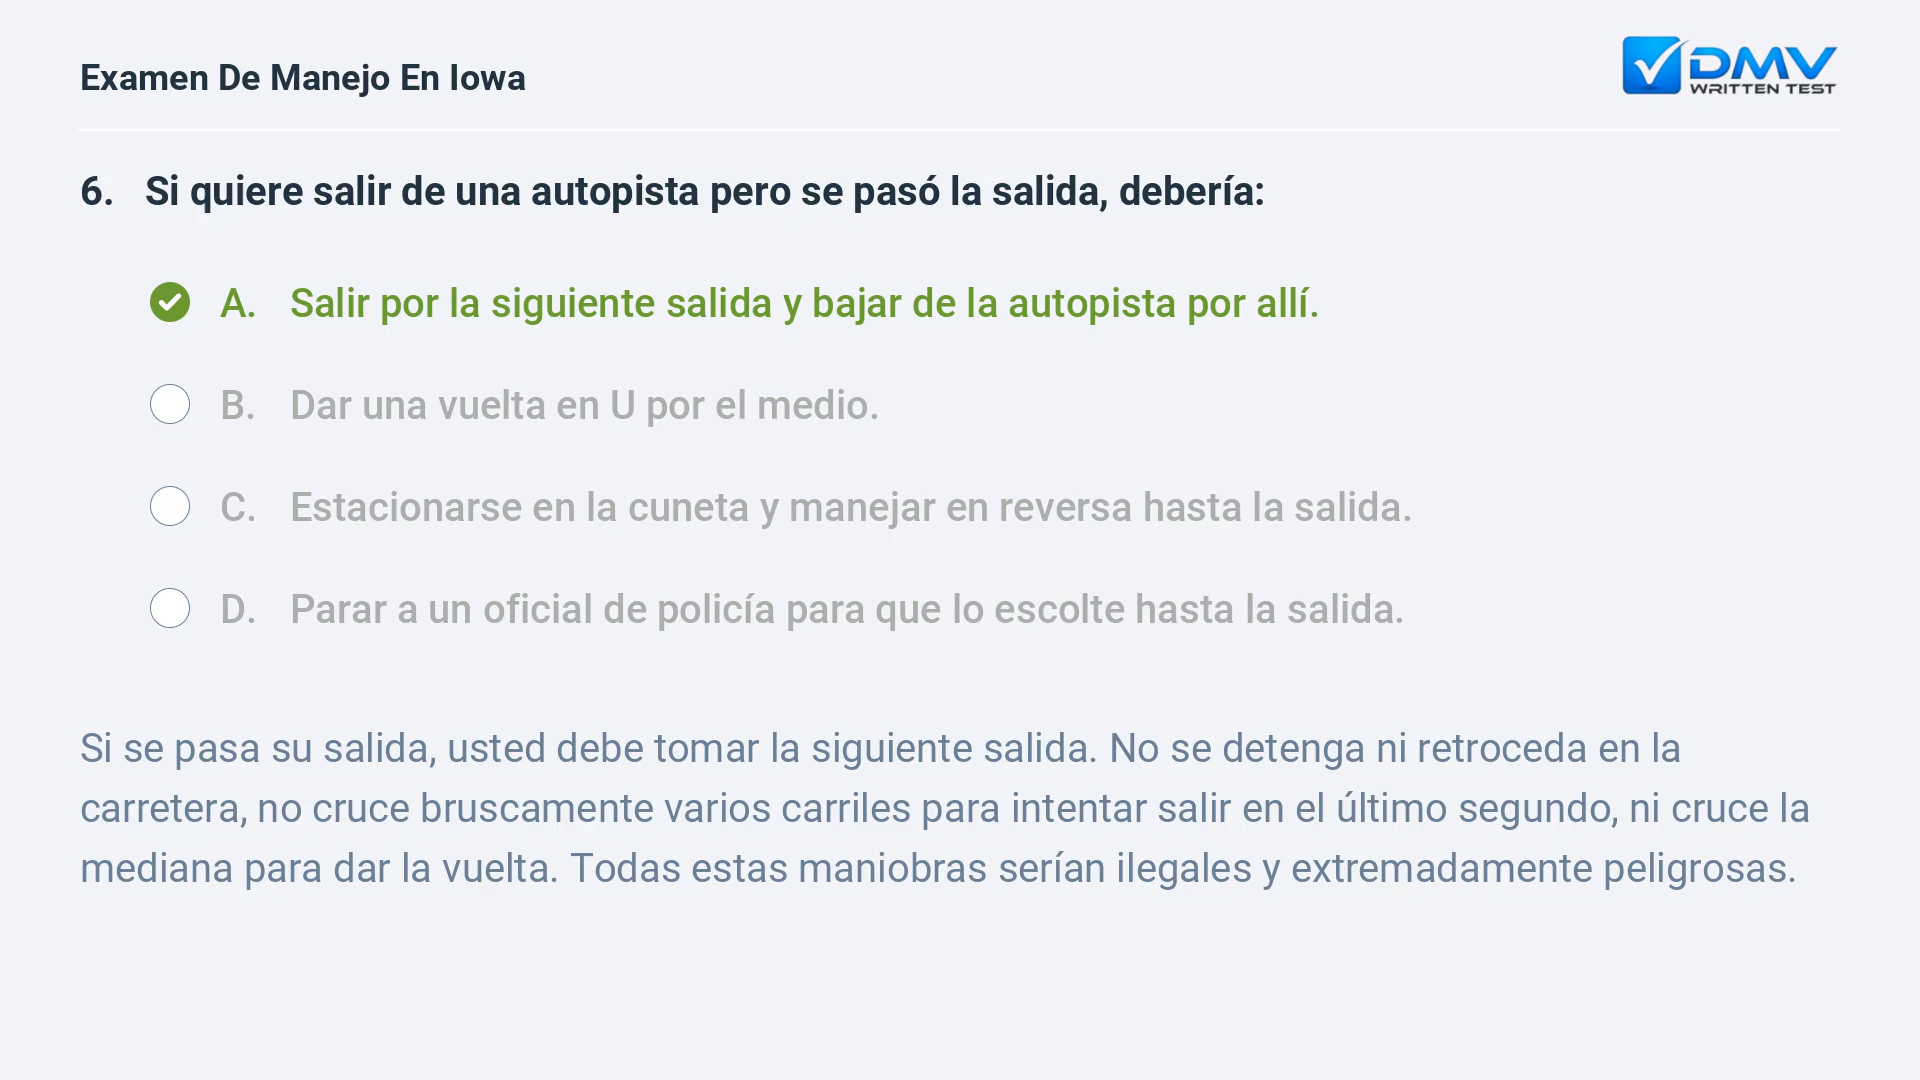 Examen De Manejo En Iowa
DMV
WRITTEN TEST
6. Si quiere salir de una autopista pero se pasó la salida, debería:
A. Salir por la siguiente salida y bajar de la autopista por allí.
B. Dar una vuelta en U por el medio.
C. Estacionarse en la cuneta y manejar en reversa hasta la salida.
D. Parar a un oficial de policía para que lo escolte hasta la salida.
Si se pasa su salida, usted debe tomar la siguiente salida. No se detenga ni retroceda en la
carretera, no cruce bruscamente varios carriles para intentar salir en el último segundo, ni cruce la
mediana para dar la vuelta. Todas estas maniobras serían ilegales y extremadamente peligrosas.